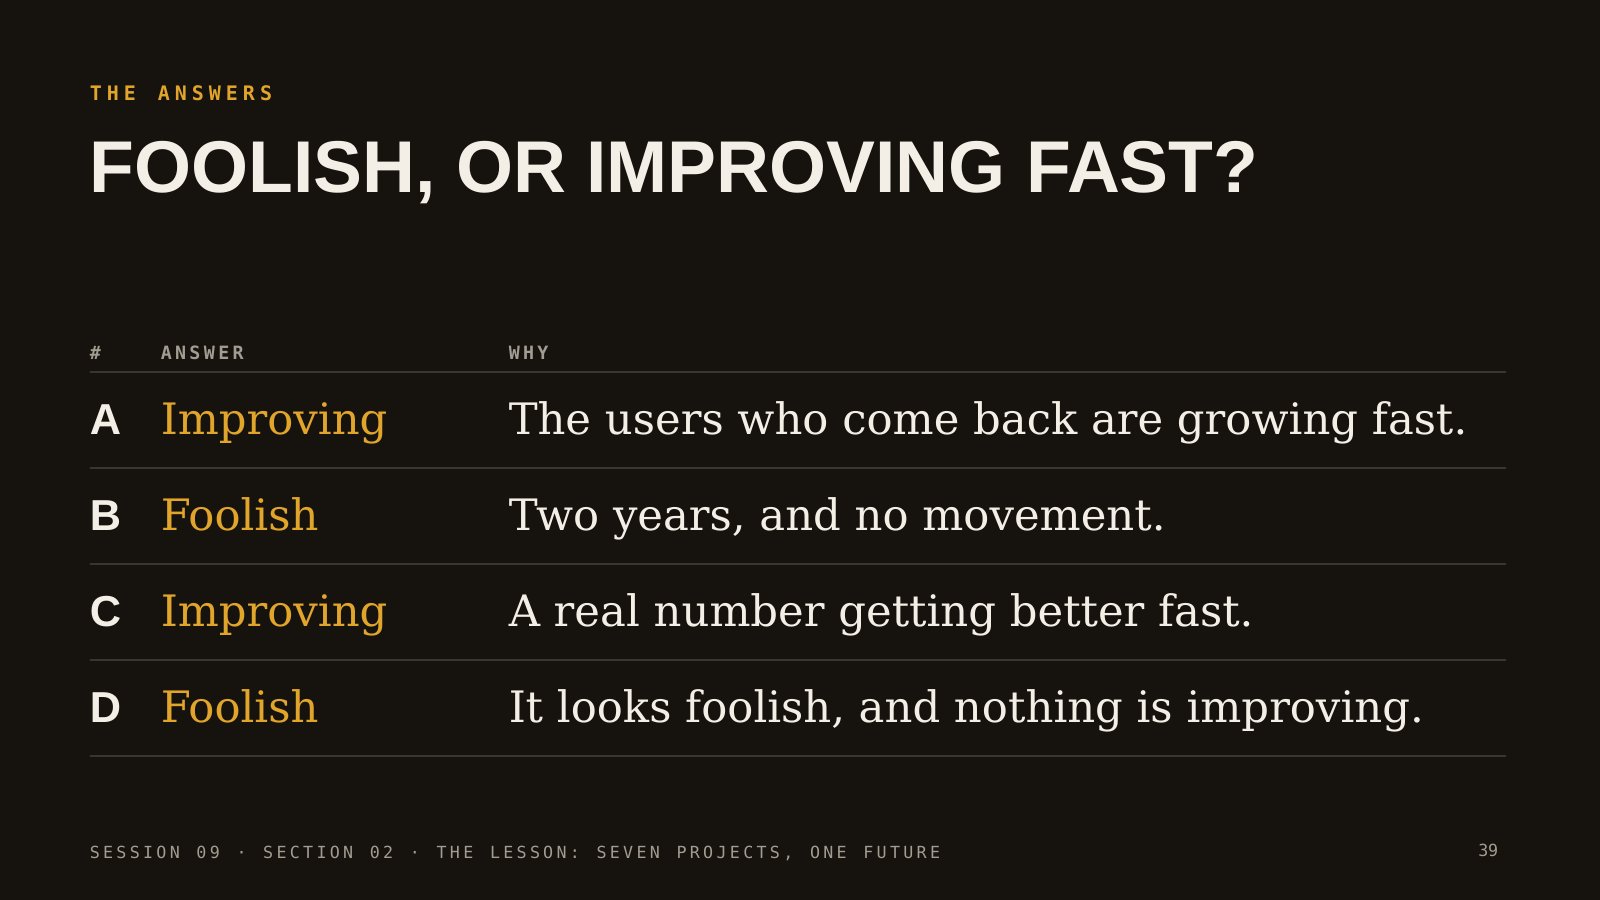 THE ANSWERS
FOOLISH, OR IMPROVING FAST?
# ANSWER WHY
A Improving The users who come back are growing fast.
B Foolish Two years, and no movement.
C Improving A real number getting better fast.
D Foolish It looks foolish, and nothing is improving.
SESSION 09 · SECTION 02 · THE LESSON: SEVEN PROJECTS, ONE FUTURE 39